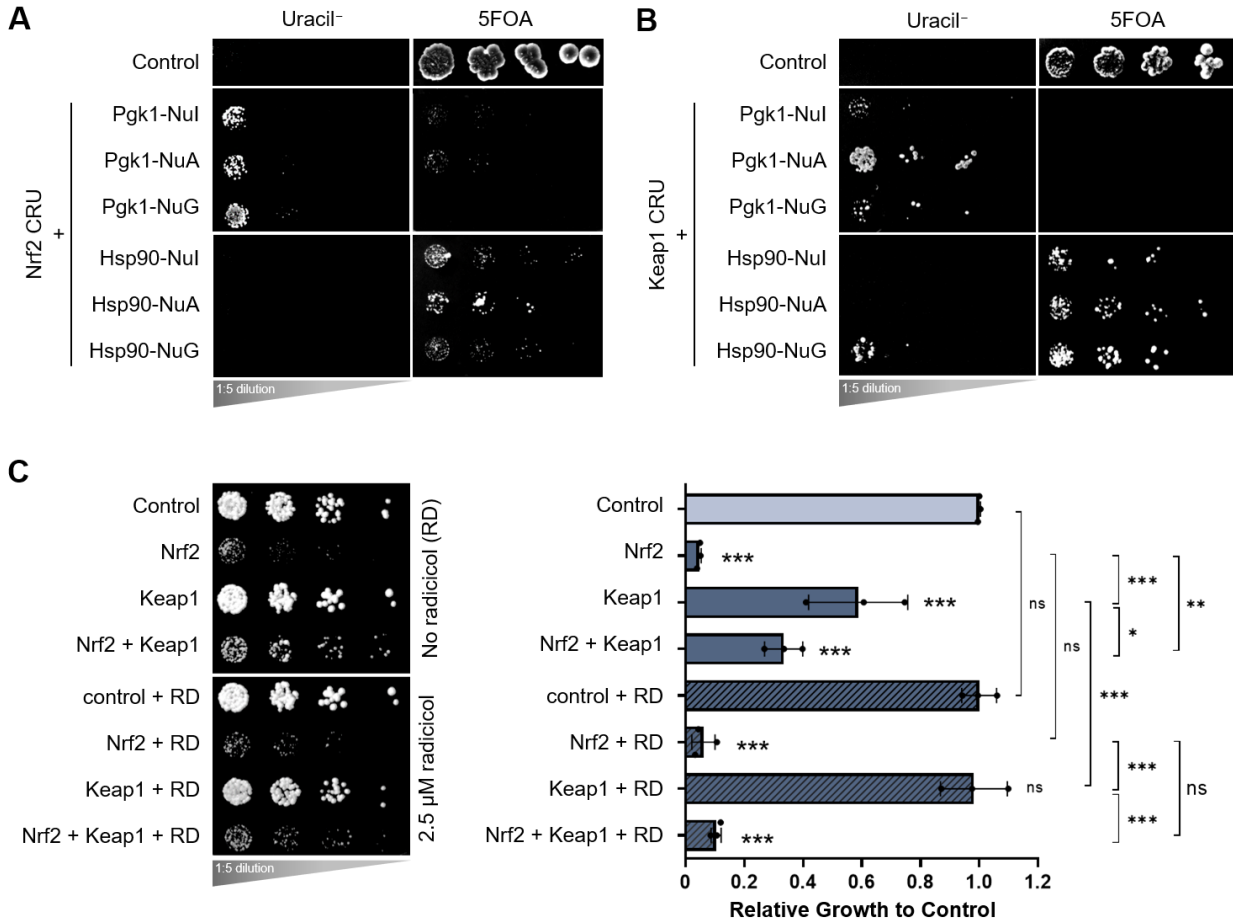 A
Uracil⁻ 5FOA
Control
Nrf2 CRU
+
Pgk1-NuI
Pgk1-NuA
Pgk1-NuG
Hsp90-NuI
Hsp90-NuA
Hsp90-NuG
1:5 dilution
B
Uracil⁻ 5FOA
Control
Keap1 CRU
+
Pgk1-NuI
Pgk1-NuA
Pgk1-NuG
Hsp90-NuI
Hsp90-NuA
Hsp90-NuG
1:5 dilution
C
Control
Nrf2
Keap1
Nrf2 + Keap1
control + RD
Nrf2 + RD
Keap1 + RD
Nrf2 + Keap1 + RD
No radicicol (RD)
2.5 µM radicicol
1:5 dilution
Control
Nrf2 ***
Keap1 ***
Nrf2 + Keap1 ***
control + RD
Nrf2 + RD ***
Keap1 + RD ns
Nrf2 + Keap1 + RD ***
ns
ns
***
***
*
**
***
***
ns
0 0.2 0.4 0.6 0.8 1.0 1.2
Relative Growth to Control